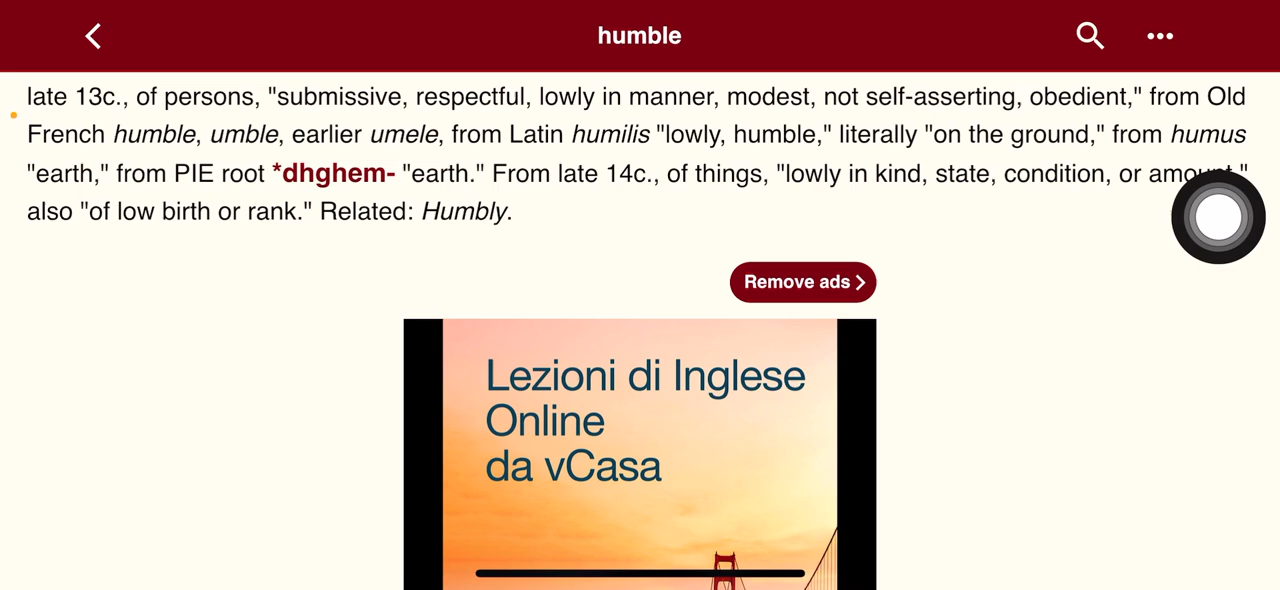 humble
late 13c., of persons, "submissive, respectful, lowly in manner, modest, not self-asserting, obedient," from Old
French humble, umble, earlier umele, from Latin humilis "lowly, humble," literally "on the ground," from humus
"earth," from PIE root *dhghem- "earth." From late 14c., of things, "lowly in kind, state, condition, or amount,"
also "of low birth or rank." Related: Humbly.
Remove ads
Lezioni di Inglese
Online
da vCasa